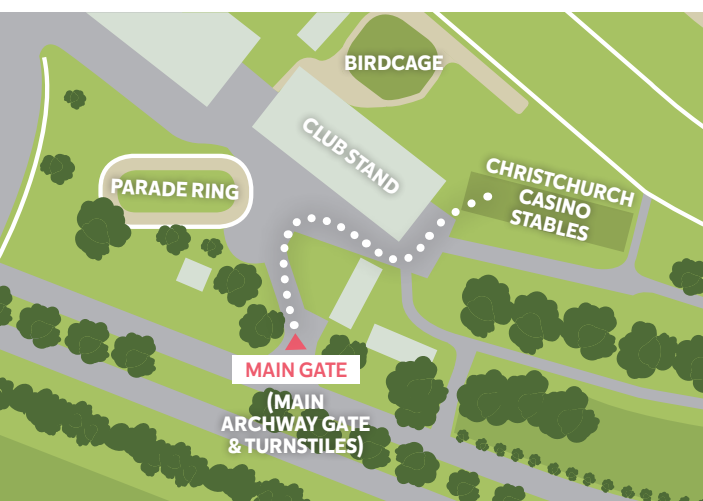 BIRDCAGE
CLUB STAND
CHRISTCHURCH
CASINO
STABLES
PARADE RING
MAIN GATE
(MAIN
ARCHWAY GATE
& TURNSTILES)